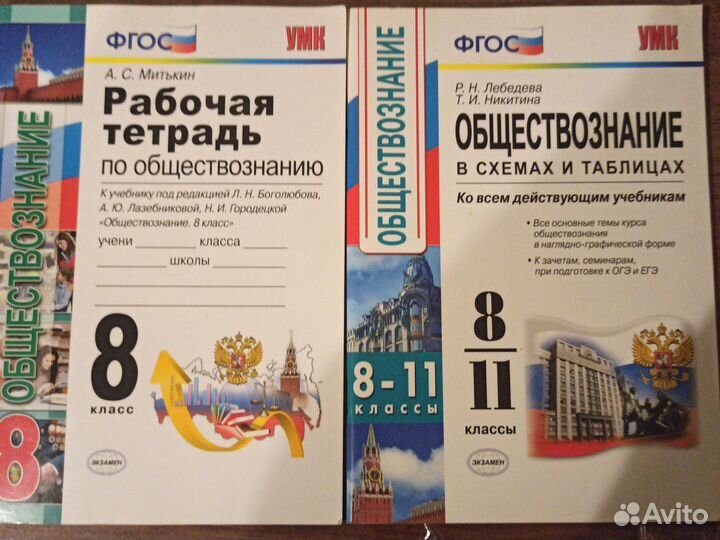 ФГОС
УМК
А. С. Митькин
Рабочая
тетрадь
по обществознанию
К учебнику под редакцией Л. Н. Боголюбова,
А. Ю. Лазебниковой, Н. И. Городецкой
«Обществознание. 8 класс»
учени класса
школы
8
класс
ЭКЗАМЕН
ОБЩЕСТВОЗНАНИЕ
8
ФГОС
УМК
Р. Н. Лебедева
Т. И. Никитина
ОБЩЕСТВОЗНАНИЕ
В СХЕМАХ И ТАБЛИЦАХ
Ко всем действующим учебникам
• Все основные темы курса
обществознания
в наглядно-графической форме
• К зачетам, семинарам,
при подготовке к ОГЭ и ЕГЭ
8
11
классы
ЭКЗАМЕН
ОБЩЕСТВОЗНАНИЕ
8-11
КЛАССЫ
Avito